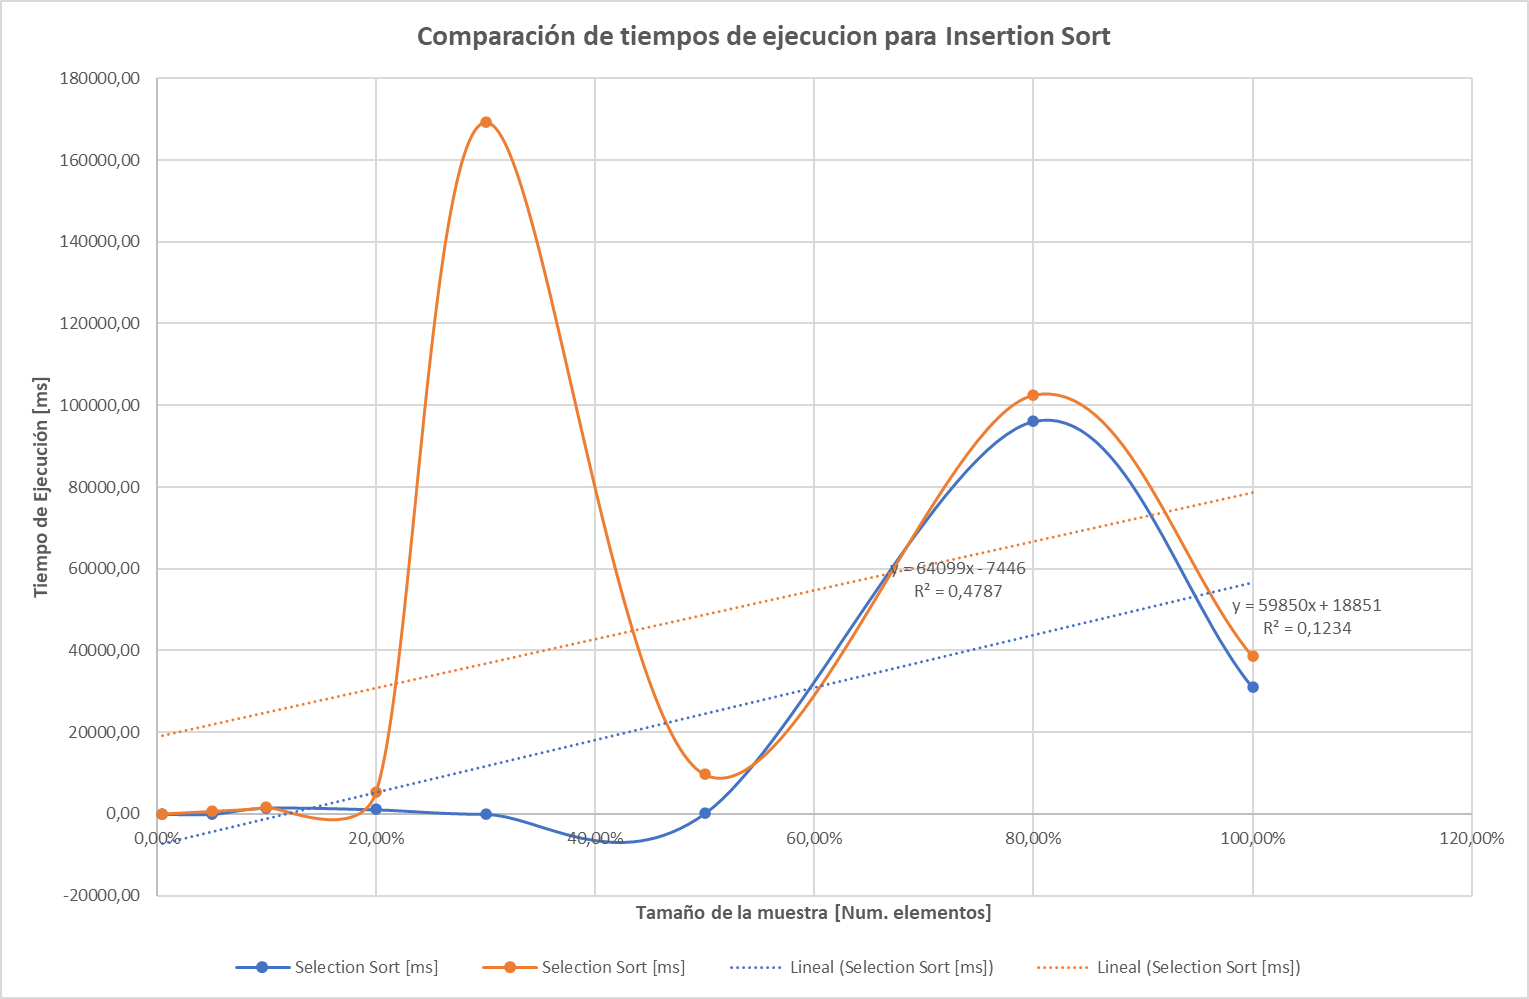 Comparación de tiempos de ejecucion para Insertion Sort
180000,00
160000,00
140000,00
120000,00
100000,00
80000,00
60000,00
40000,00
20000,00
0,00
-20000,00
Tiempo de Ejecución [ms]
y = 64099x - 7446
R² = 0,4787
y = 59850x + 18851
R² = 0,1234
0,00% 20,00% 40,00% 60,00% 80,00% 100,00% 120,00%
Tamaño de la muestra [Num. elementos]
Selection Sort [ms] Selection Sort [ms] Lineal (Selection Sort [ms]) Lineal (Selection Sort [ms])